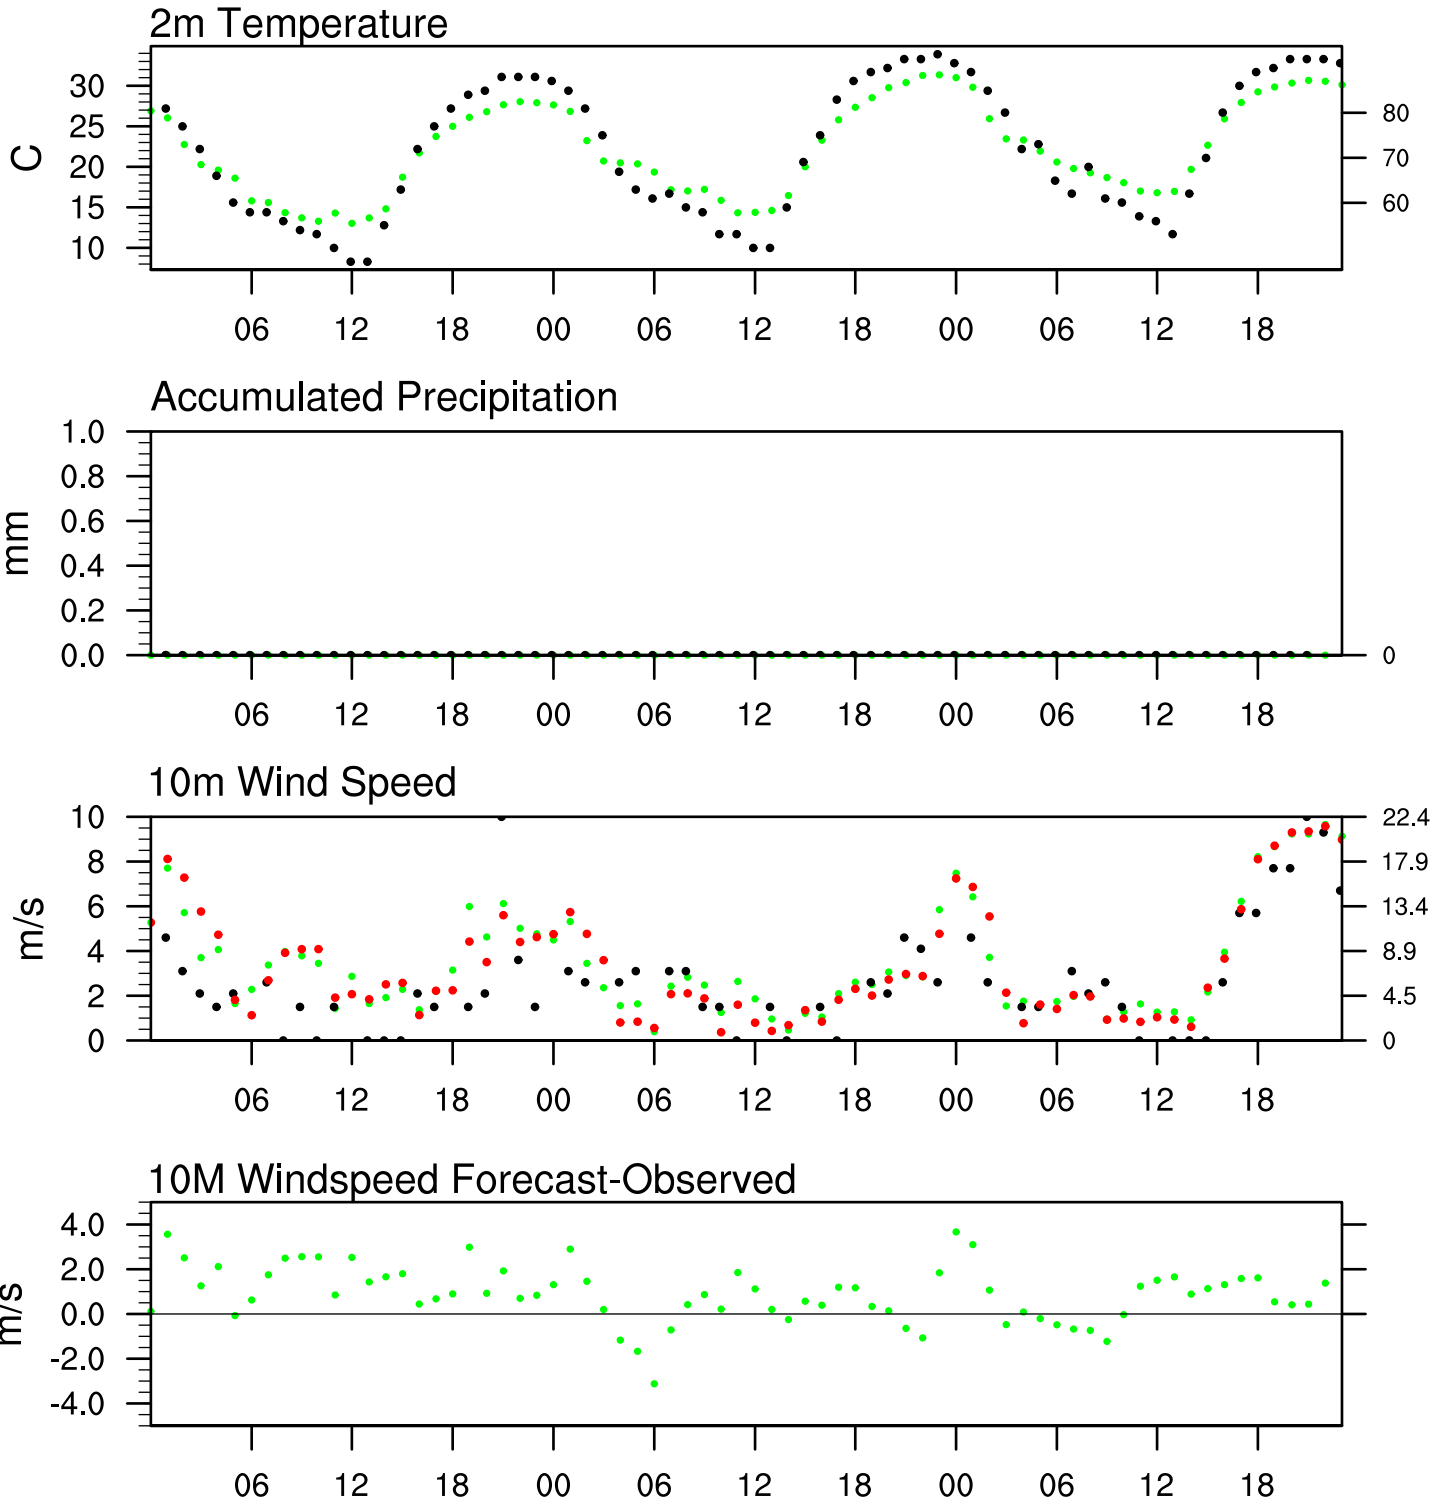 2m Temperature
30
25
20
15
10
C
80
70
60
06 12 18 00 06 12 18 00 06 12 18
Accumulated Precipitation
1.0
0.8
0.6
0.4
0.2
0.0
mm
0
06 12 18 00 06 12 18 00 06 12 18
10m Wind Speed
10
8
6
4
2
0
m/s
22.4
17.9
13.4
8.9
4.5
0
06 12 18 00 06 12 18 00 06 12 18
10M Windspeed Forecast-Observed
4.0
2.0
0.0
-2.0
-4.0
m/s
06 12 18 00 06 12 18 00 06 12 18